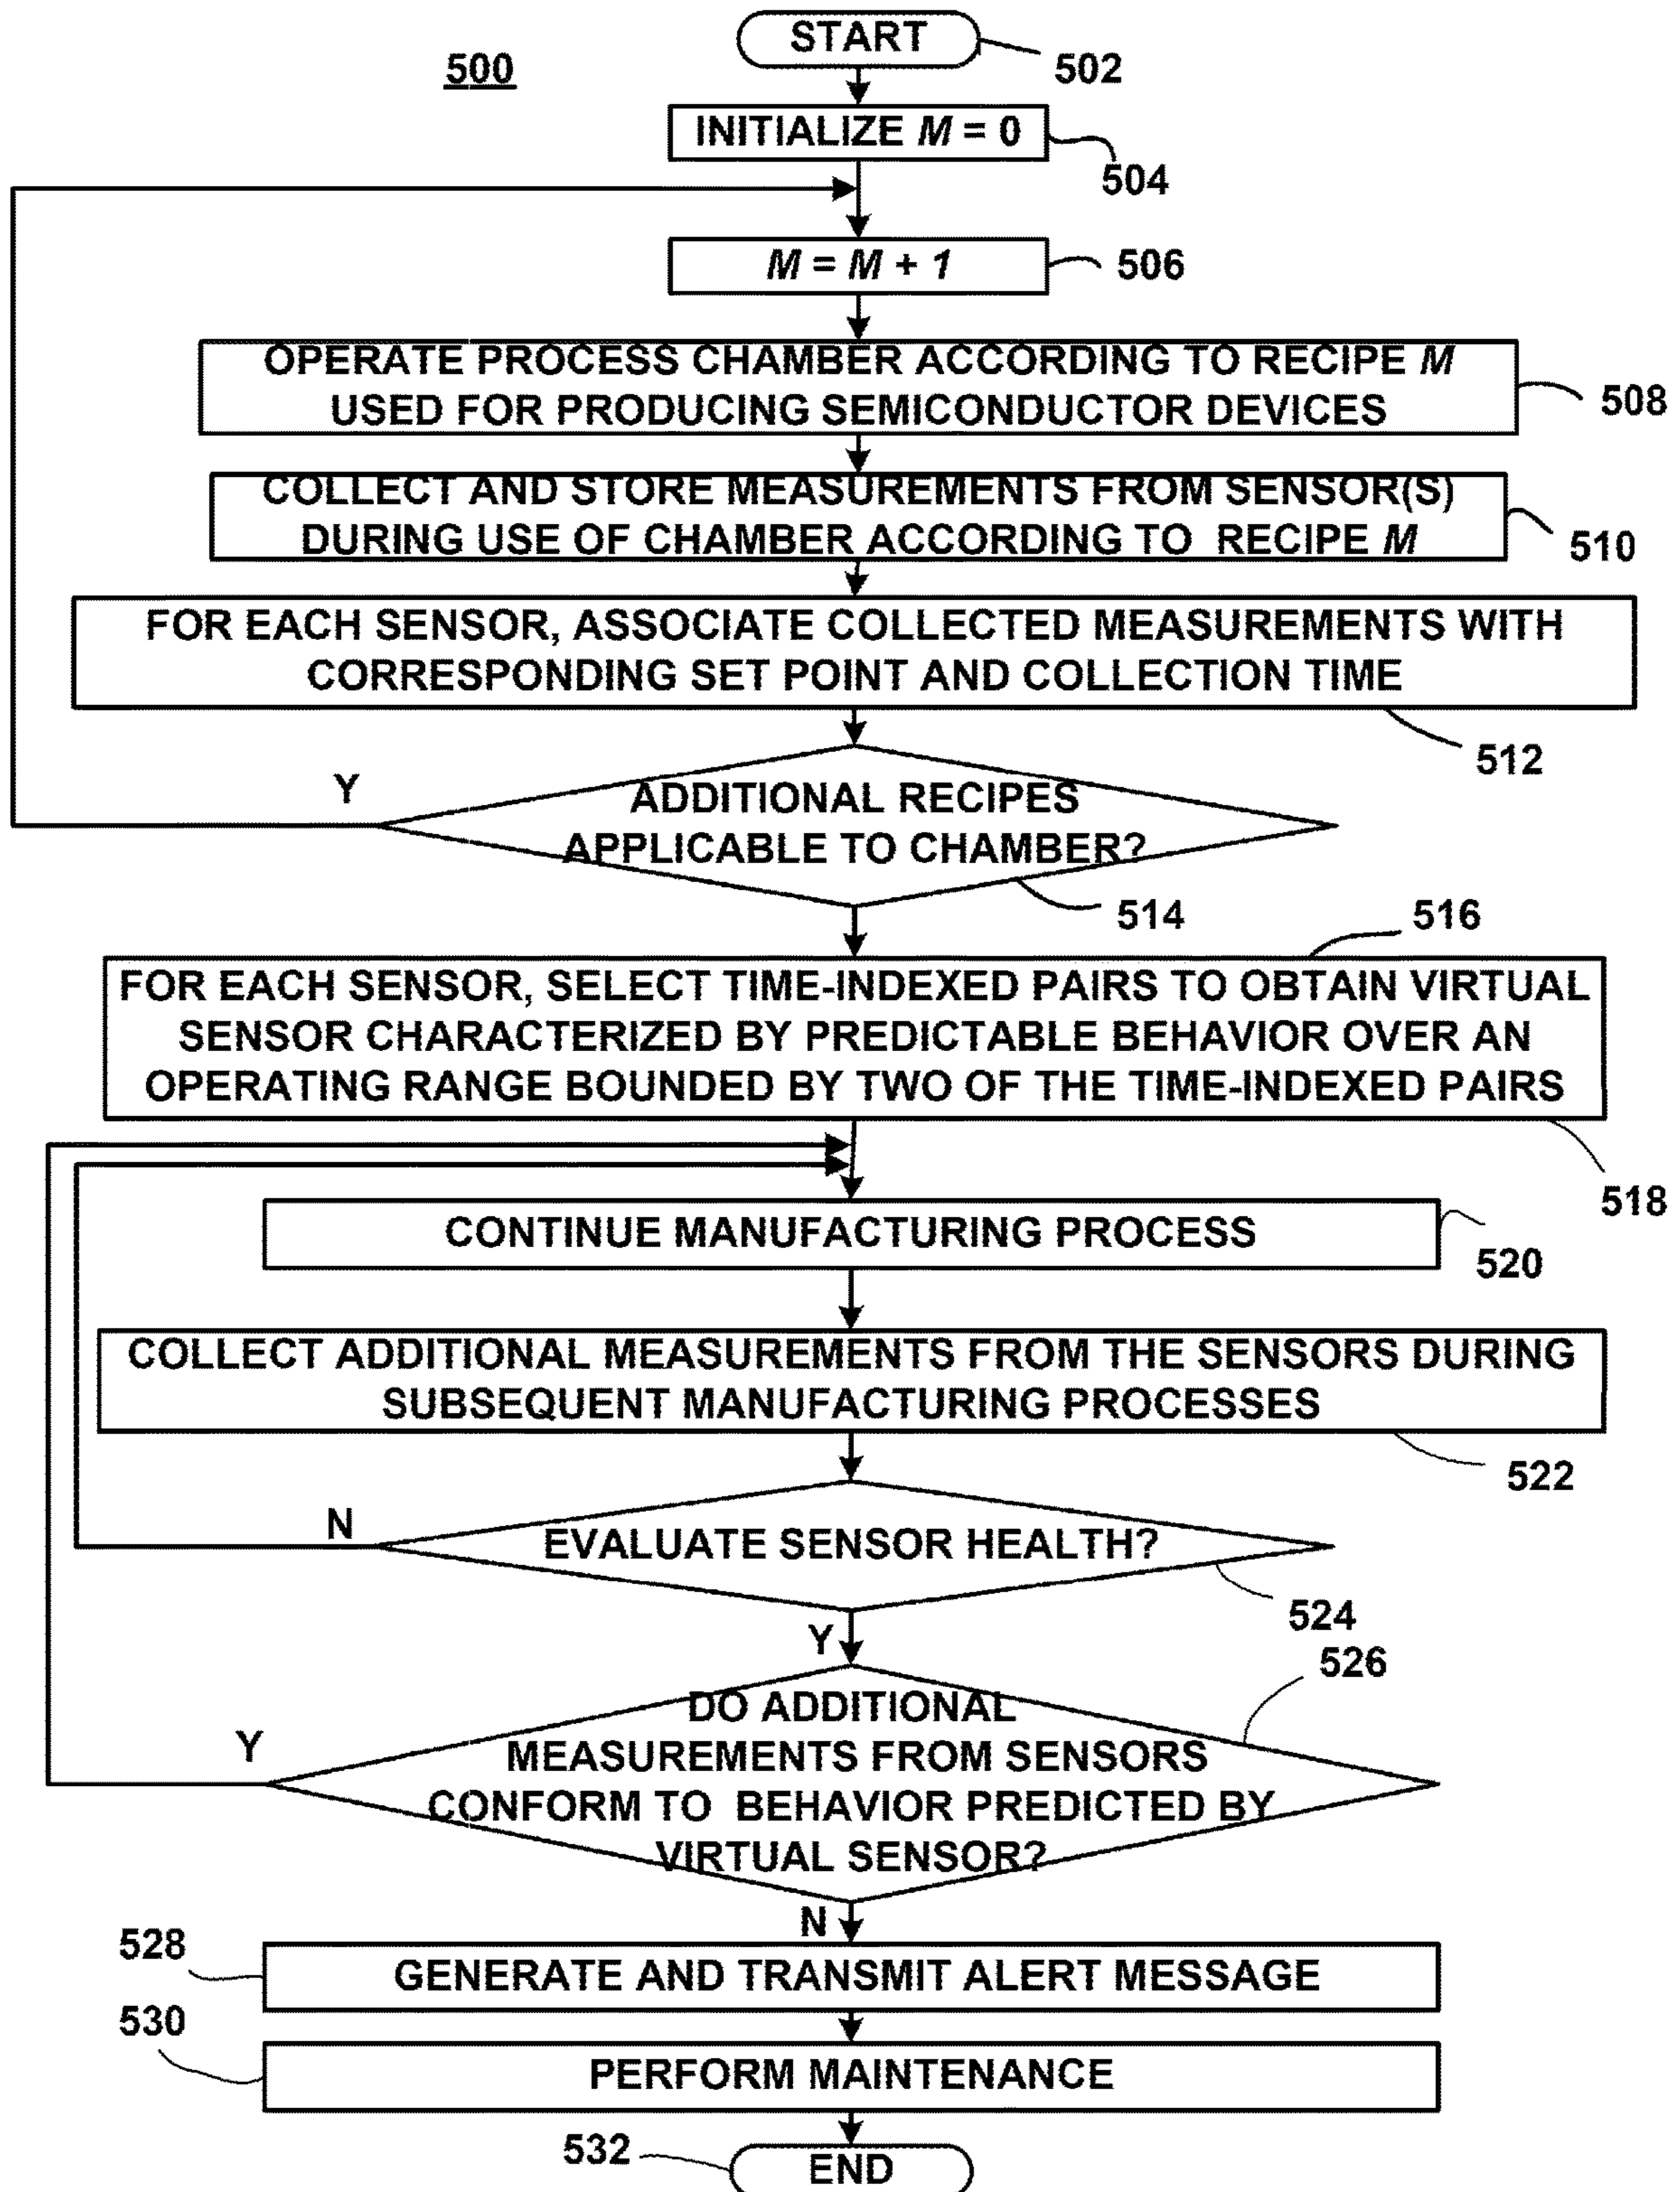 START
502
500
INITIALIZE M = 0
504
M = M + 1
506
OPERATE PROCESS CHAMBER ACCORDING TO RECIPE M
USED FOR PRODUCING SEMICONDUCTOR DEVICES
508
COLLECT AND STORE MEASUREMENTS FROM SENSOR(S)
DURING USE OF CHAMBER ACCORDING TO RECIPE M
510
FOR EACH SENSOR, ASSOCIATE COLLECTED MEASUREMENTS WITH
CORRESPONDING SET POINT AND COLLECTION TIME
512
Y
ADDITIONAL RECIPES
APPLICABLE TO CHAMBER?
514
516
FOR EACH SENSOR, SELECT TIME-INDEXED PAIRS TO OBTAIN VIRTUAL
SENSOR CHARACTERIZED BY PREDICTABLE BEHAVIOR OVER AN
OPERATING RANGE BOUNDED BY TWO OF THE TIME-INDEXED PAIRS
518
CONTINUE MANUFACTURING PROCESS
520
COLLECT ADDITIONAL MEASUREMENTS FROM THE SENSORS DURING
SUBSEQUENT MANUFACTURING PROCESSES
522
N
EVALUATE SENSOR HEALTH?
524
Y
526
DO ADDITIONAL
MEASUREMENTS FROM SENSORS
CONFORM TO BEHAVIOR PREDICTED BY
VIRTUAL SENSOR?
Y
N
528
GENERATE AND TRANSMIT ALERT MESSAGE
530
PERFORM MAINTENANCE
532
END